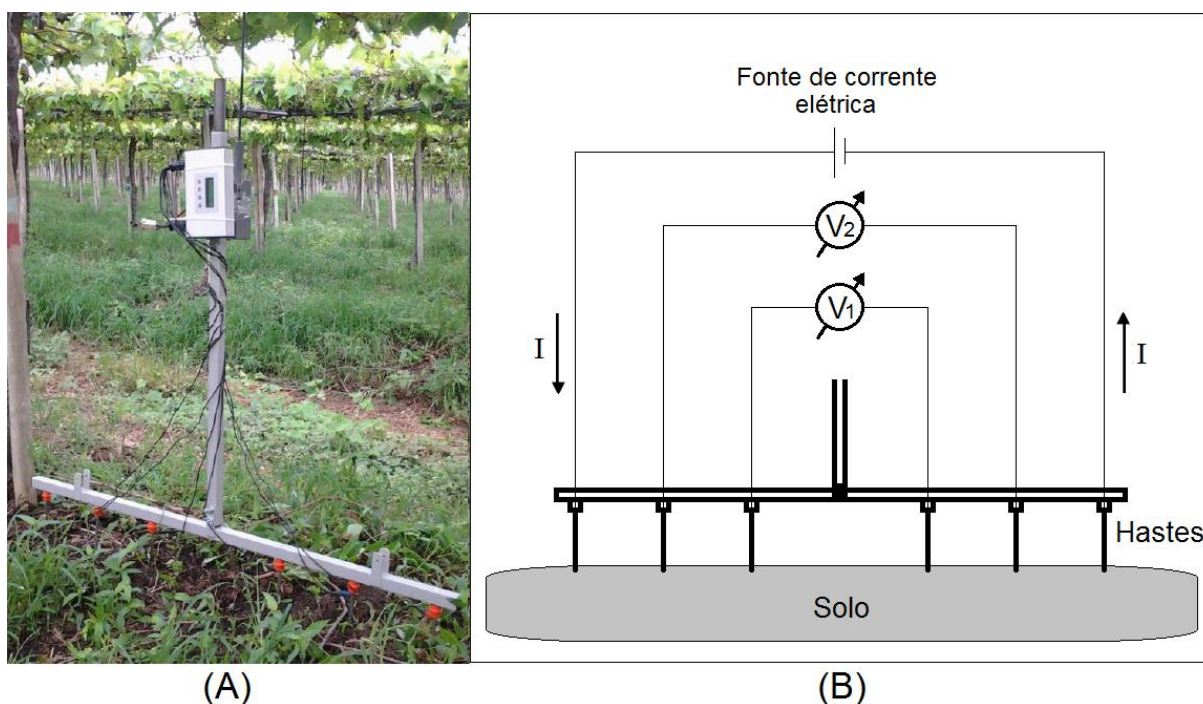 Fonte de corrente
elétrica
V2
V1
I
I
Hastes
Solo
(A)
(B)